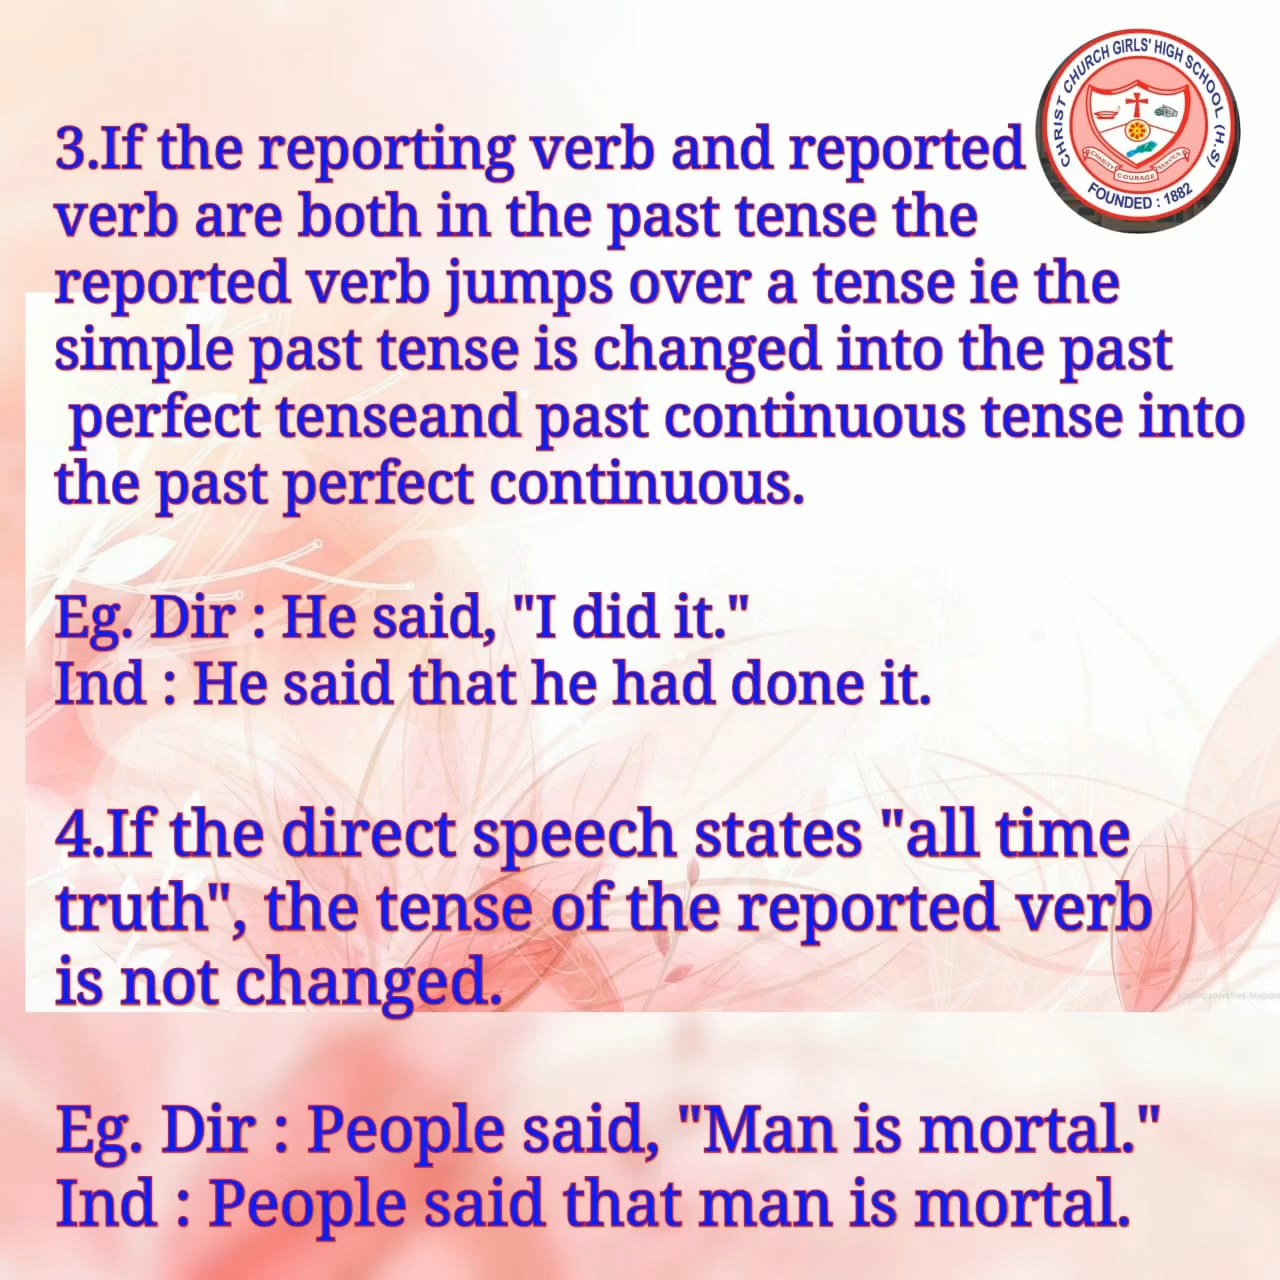 CHRIST CHURCH GIRLS' HIGH SCHOOL (H.S)
CHARITY COURAGE SERVICE
FOUNDED : 1882
3.If the reporting verb and reported
verb are both in the past tense the
reported verb jumps over a tense ie the
simple past tense is changed into the past
perfect tenseand past continuous tense into
the past perfect continuous.
Eg. Dir : He said, "I did it."
Ind : He said that he had done it.
4.If the direct speech states "all time
truth", the tense of the reported verb
is not changed.
Eg. Dir : People said, "Man is mortal."
Ind : People said that man is mortal.